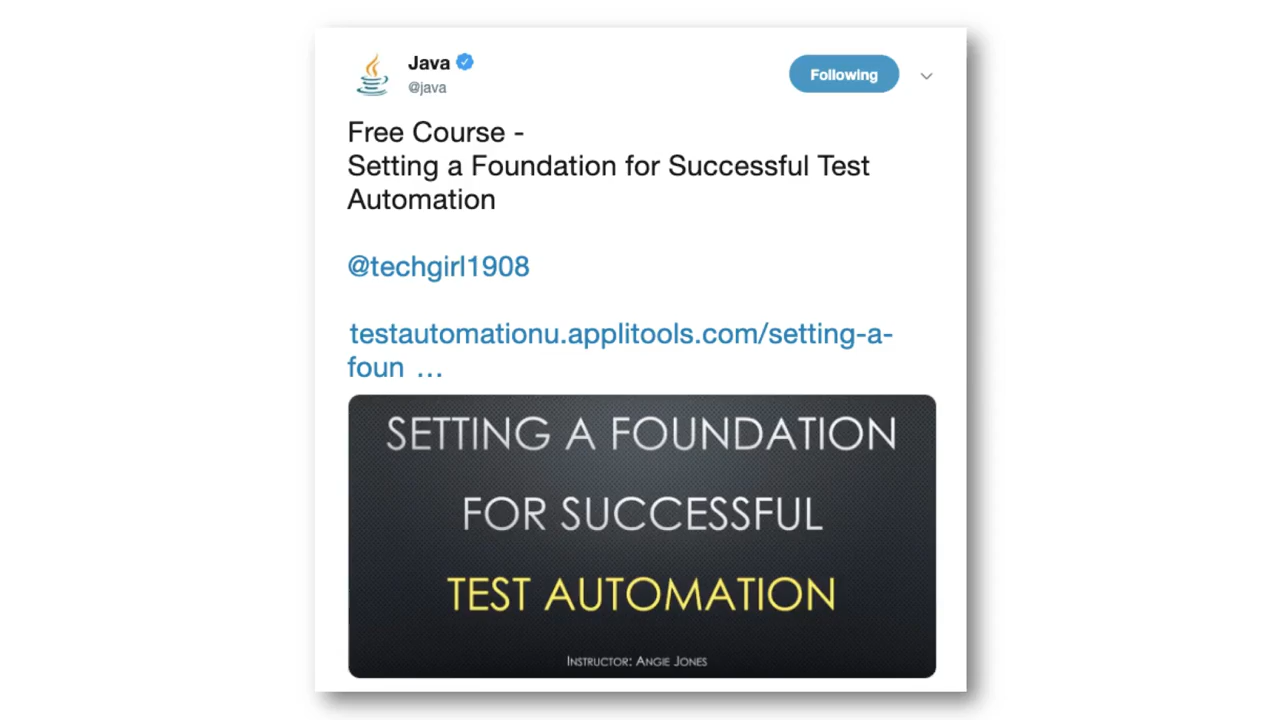 Java
@java
Following
Free Course -
Setting a Foundation for Successful Test
Automation
@techgirl1908
testautomationu.applitools.com/setting-a-
foun …
SETTING A FOUNDATION
FOR SUCCESSFUL
TEST AUTOMATION
INSTRUCTOR: ANGIE JONES